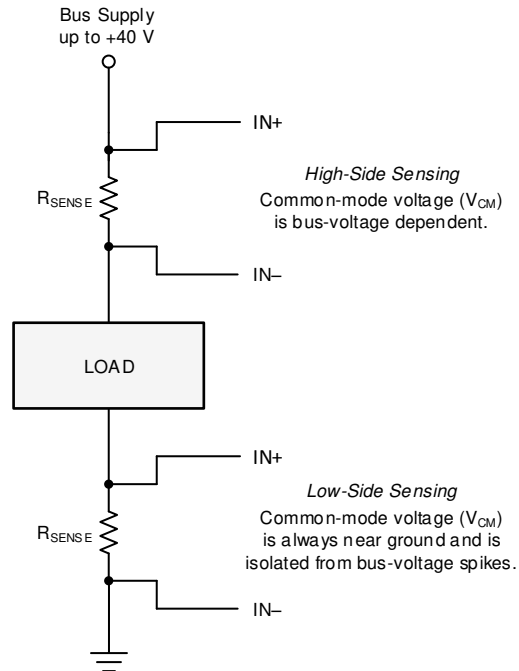 Bus Supply
up to +40 V
IN+
High-Side Sensing
Common-mode voltage (VCM)
is bus-voltage dependent.
RSENSE
IN–
LOAD
IN+
Low-Side Sensing
Common-mode voltage (VCM)
is always near ground and is
isolated from bus-voltage spikes.
RSENSE
IN–